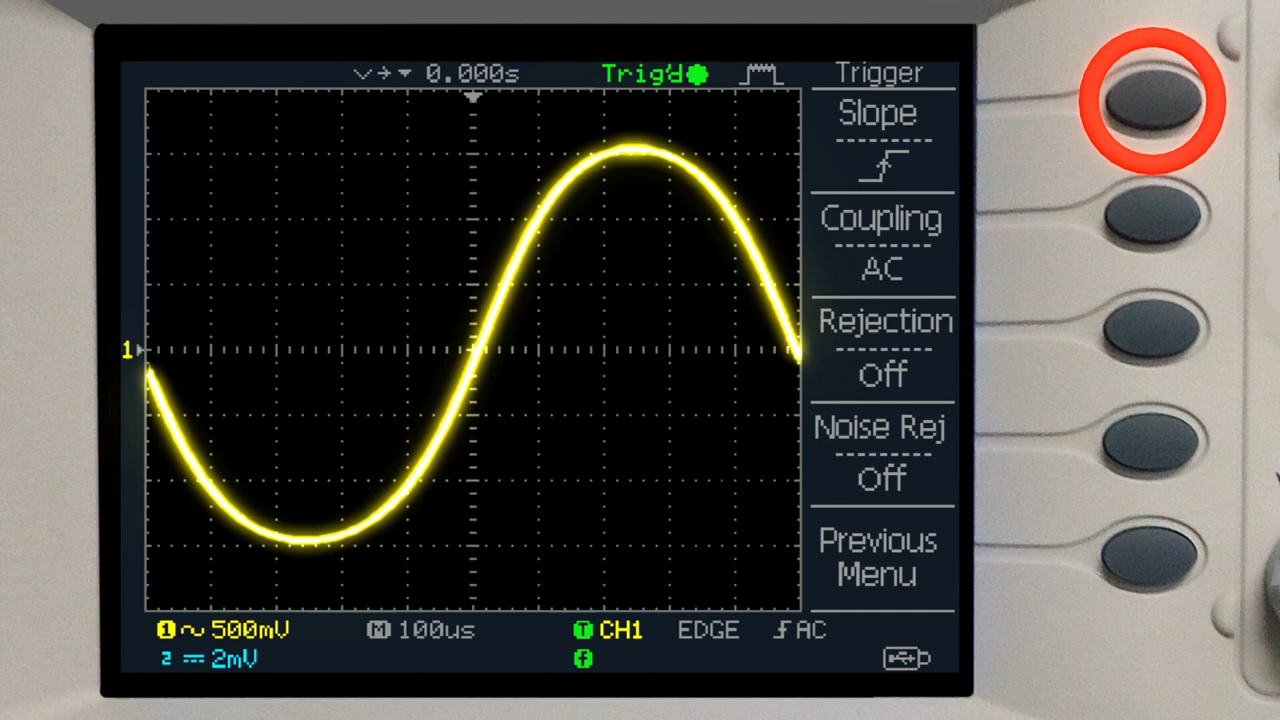 0.000s Trig'd Trigger
Slope
Coupling
AC
Rejection
Off
Noise Rej
Off
Previous
Menu
1
1 500mV M 100us T CH1 EDGE AC
2 2mV f